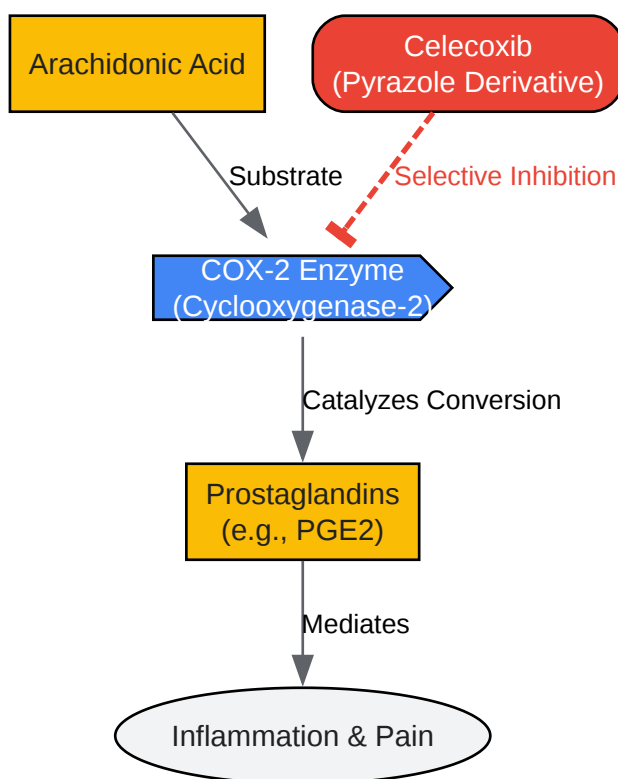 Arachidonic Acid
Celecoxib
(Pyrazole Derivative)
Substrate
Selective Inhibition
COX-2 Enzyme
(Cyclooxygenase-2)
Catalyzes Conversion
Prostaglandins
(e.g., PGE2)
Mediates
Inflammation & Pain